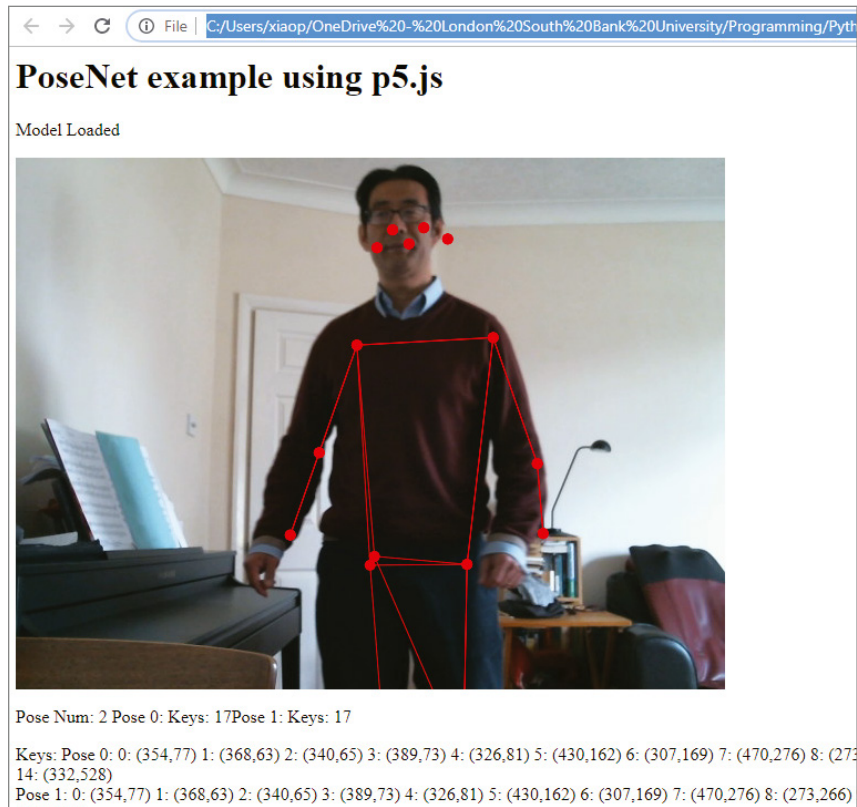 File C:/Users/xiaop/OneDrive%20-%20London%20South%20Bank%20University/Programming/Pyth
PoseNet example using p5.js
Model Loaded
Pose Num: 2 Pose 0: Keys: 17Pose 1: Keys: 17
Keys: Pose 0: 0: (354,77) 1: (368,63) 2: (340,65) 3: (389,73) 4: (326,81) 5: (430,162) 6: (307,169) 7: (470,276) 8: (273
14: (332,528)
Pose 1: 0: (354,77) 1: (368,63) 2: (340,65) 3: (389,73) 4: (326,81) 5: (430,162) 6: (307,169) 7: (470,276) 8: (273,266)